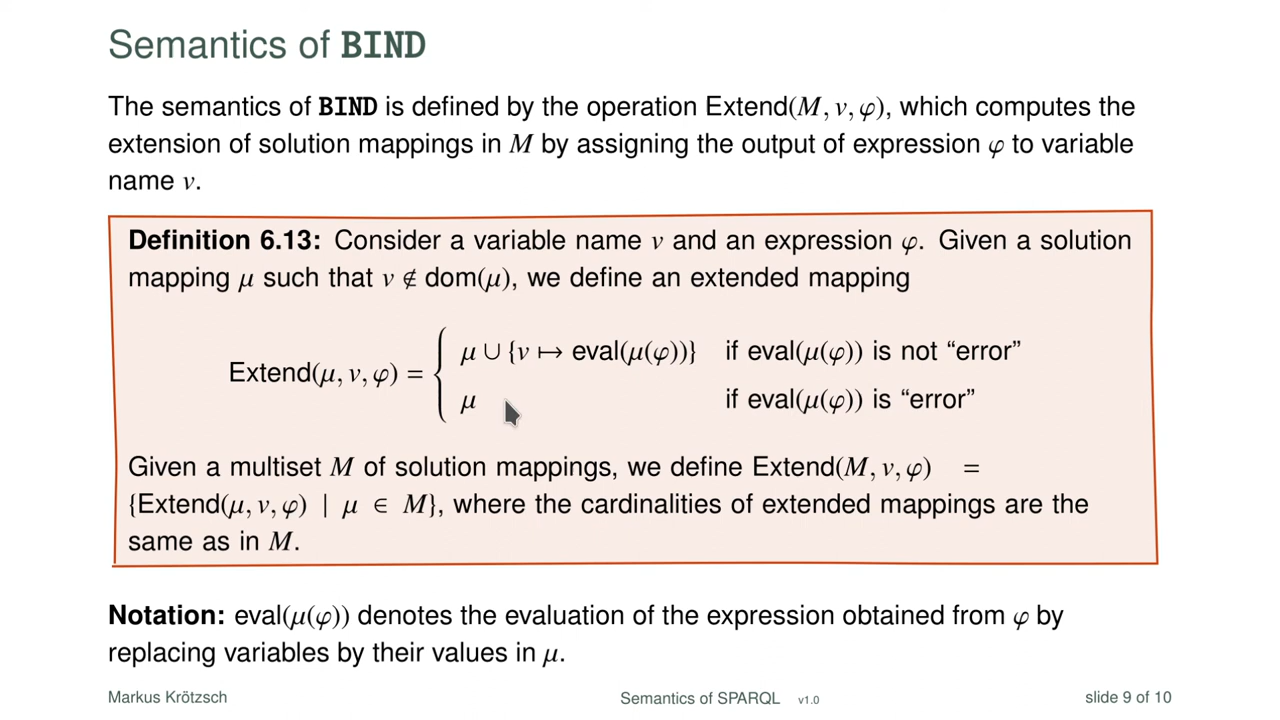 Semantics of BIND
The semantics of BIND is defined by the operation Extend(M, v, φ), which computes the
extension of solution mappings in M by assigning the output of expression φ to variable
name v.
Definition 6.13: Consider a variable name v and an expression φ. Given a solution
mapping μ such that v ∉ dom(μ), we define an extended mapping
μ ∪ {v ↦ eval(μ(φ))} if eval(μ(φ)) is not “error”
Extend(μ, v, φ) = {
μ if eval(μ(φ)) is “error”
Given a multiset M of solution mappings, we define Extend(M, v, φ) =
{Extend(μ, v, φ) | μ ∈ M}, where the cardinalities of extended mappings are the
same as in M.
Notation: eval(μ(φ)) denotes the evaluation of the expression obtained from φ by
replacing variables by their values in μ.
Markus Krötzsch Semantics of SPARQL v1.0 slide 9 of 10